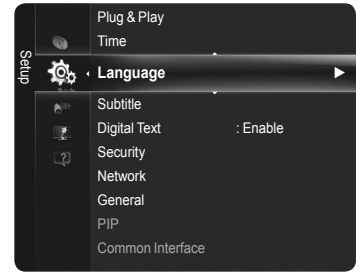 Setup
Plug & Play
Time
Language
Subtitle
Digital Text : Enable
Security
Network
General
PIP
Common Interface